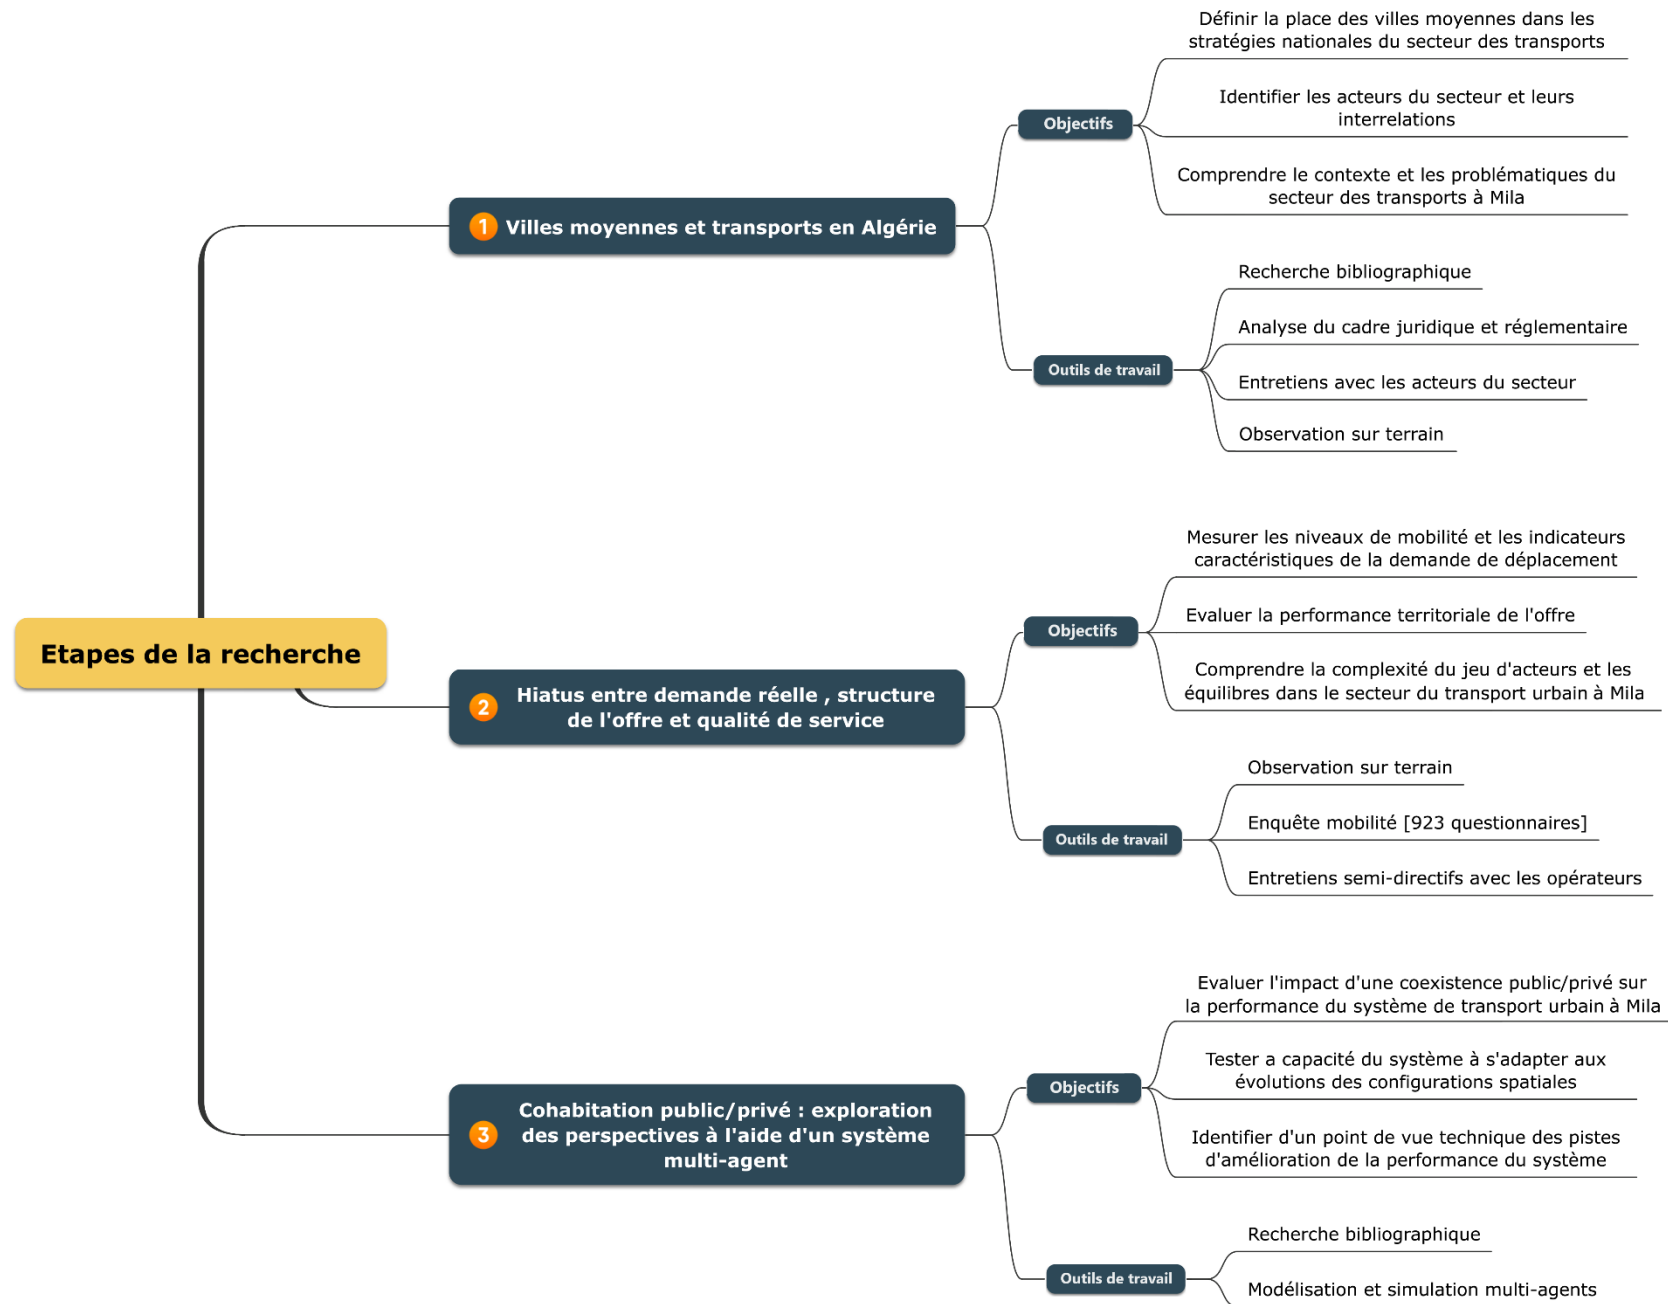 Etapes de la recherche
1 Villes moyennes et transports en Algérie
Objectifs
Définir la place des villes moyennes dans les
stratégies nationales du secteur des transports
Identifier les acteurs du secteur et leurs
interrelations
Comprendre le contexte et les problématiques du
secteur des transports à Mila
Outils de travail
Recherche bibliographique
Analyse du cadre juridique et réglementaire
Entretiens avec les acteurs du secteur
Observation sur terrain
2 Hiatus entre demande réelle , structure
de l'offre et qualité de service
Objectifs
Mesurer les niveaux de mobilité et les indicateurs
caractéristiques de la demande de déplacement
Evaluer la performance territoriale de l'offre
Comprendre la complexité du jeu d'acteurs et les
équilibres dans le secteur du transport urbain à Mila
Outils de travail
Observation sur terrain
Enquête mobilité [923 questionnaires]
Entretiens semi-directifs avec les opérateurs
3 Cohabitation public/privé : exploration
des perspectives à l'aide d'un système
multi-agent
Objectifs
Evaluer l'impact d'une coexistence public/privé sur
la performance du système de transport urbain à Mila
Tester a capacité du système à s'adapter aux
évolutions des configurations spatiales
Identifier d'un point de vue technique des pistes
d'amélioration de la performance du système
Outils de travail
Recherche bibliographique
Modélisation et simulation multi-agents